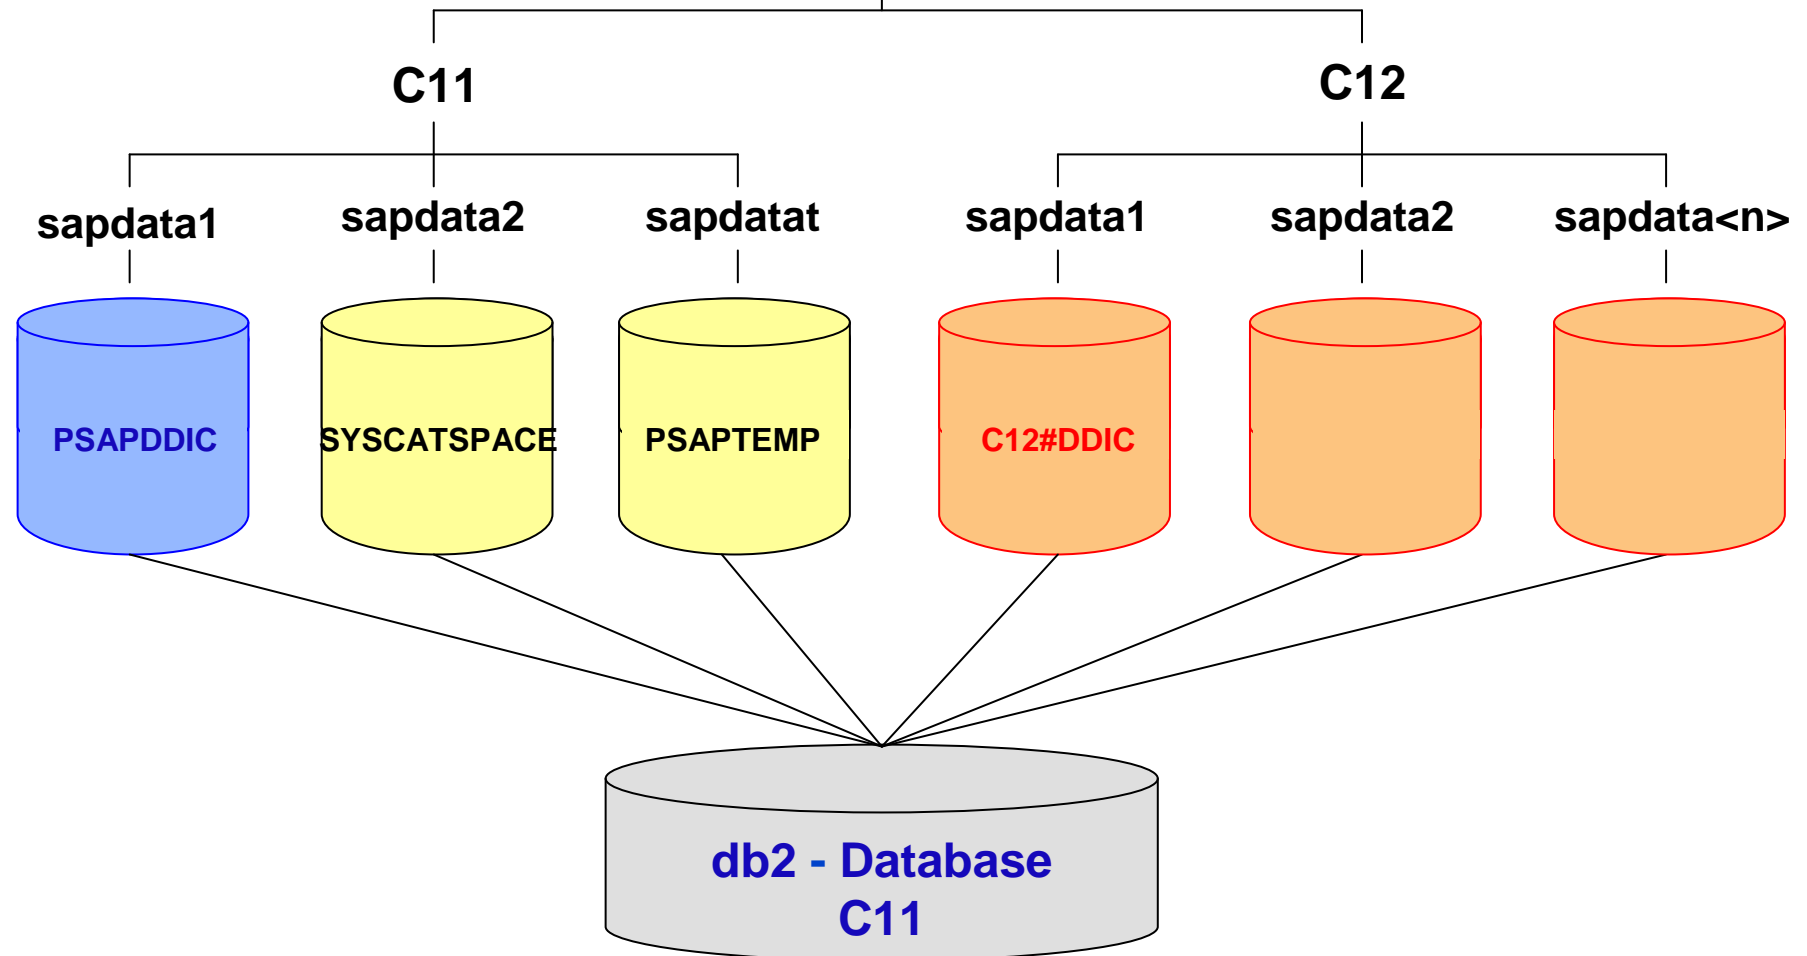 C11 C12
sapdata1 sapdata2 sapdatat sapdata1 sapdata2 sapdata<n>
PSAPDDIC SYSCATSPACE PSAPTEMP C12#DDIC
db2 - Database
C11